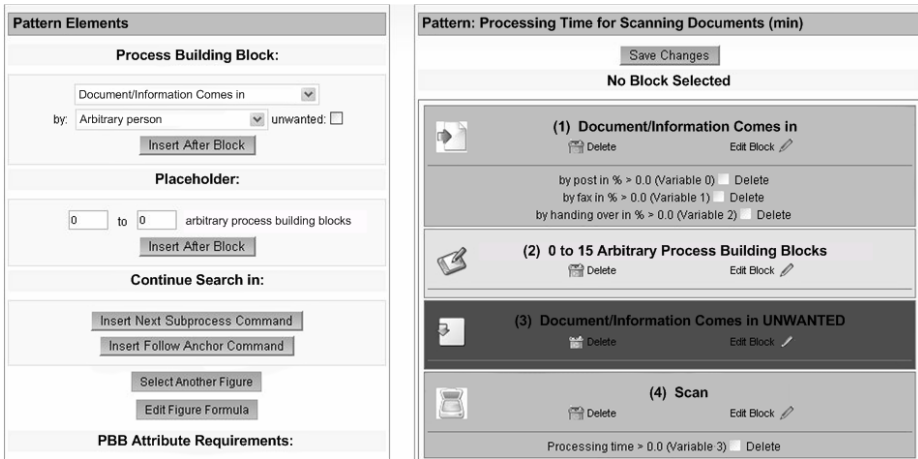 Pattern Elements
Process Building Block:
Document/Information Comes in
by: Arbitrary person unwanted:
Insert After Block
Placeholder:
0 to 0 arbitrary process building blocks
Insert After Block
Continue Search in:
Insert Next Subprocess Command
Insert Follow Anchor Command
Select Another Figure
Edit Figure Formula
PBB Attribute Requirements:
Pattern: Processing Time for Scanning Documents (min)
Save Changes
No Block Selected
(1) Document/Information Comes in
Delete Edit Block
by post in % > 0.0 (Variable 0) Delete
by fax in % > 0.0 (Variable 1) Delete
by handing over in % > 0.0 (Variable 2) Delete
(2) 0 to 15 Arbitrary Process Building Blocks
Delete Edit Block
(3) Document/Information Comes in UNWANTED
Delete Edit Block
(4) Scan
Delete Edit Block
Processing time > 0.0 (Variable 3) Delete